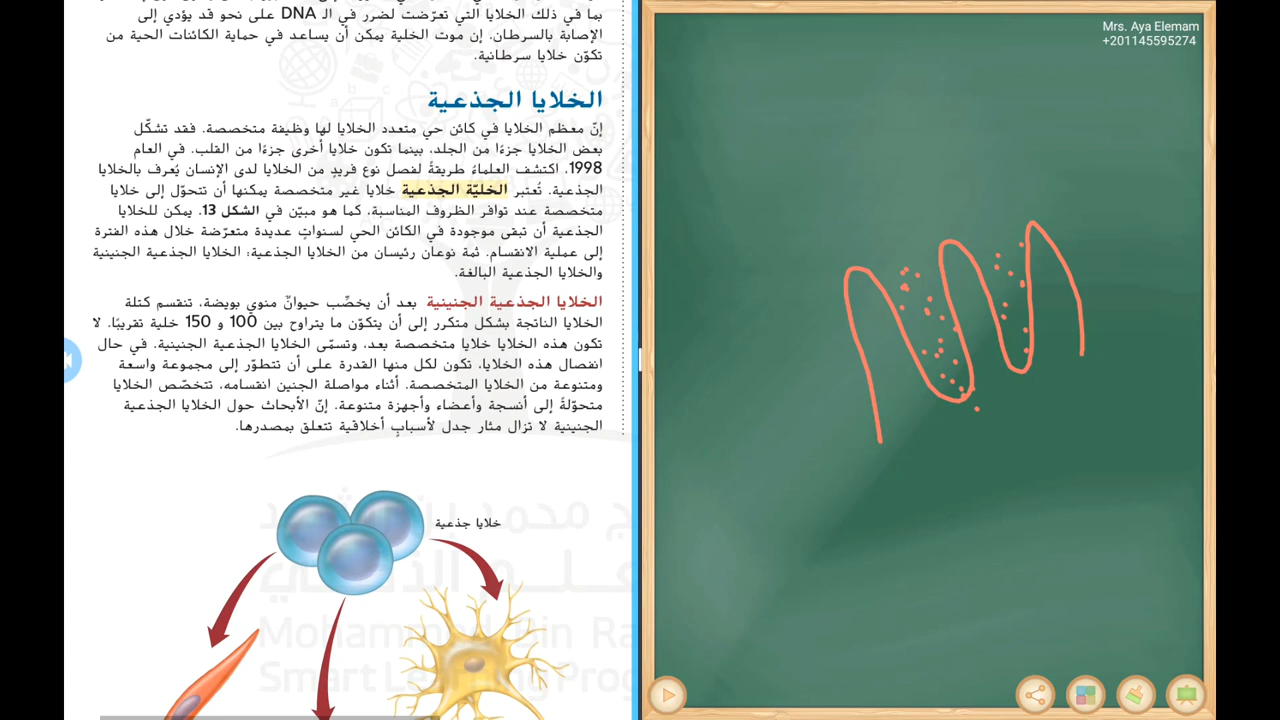 بما في ذلك الخلايا التي تعرّضت لضرر في الـ DNA على نحو قد يؤدي إلى
الإصابة بالسرطان. إن موت الخلية يمكن أن يساعد في حماية الكائنات الحية من
تكوّن خلايا سرطانية.
الخلايا الجذعية
إنّ معظم الخلايا في كائن حي متعدد الخلايا لها وظيفة متخصصة. فقد تشكّل
بعض الخلايا جزءًا من الجلد، بينما تكون خلايا أخرى جزءًا من القلب. في العام
1998، اكتشف العلماءُ طريقةً لفصل نوع فريدٍ من الخلايا لدى الإنسان يُعرف بالخلايا
الجذعية. تُعتبر الخليّة الجذعية خلايا غير متخصصة يمكنها أن تتحوّل إلى خلايا
متخصصة عند توافر الظروف المناسبة، كما هو مبيّن في الشكل 13. يمكن للخلايا
الجذعية أن تبقى موجودة في الكائن الحي لسنواتٍ عديدة متعرّضة خلال هذه الفترة
إلى عملية الانقسام. ثمة نوعان رئيسان من الخلايا الجذعية: الخلايا الجذعية الجنينية
والخلايا الجذعية البالغة.
الخلايا الجذعية الجنينية بعد أن يخصِّب حيوانٌ منوي بويضة، تنقسم كتلة
الخلايا الناتجة بشكل متكرر إلى أن يتكوّن ما يتراوح بين 100 و 150 خلية تقريبًا. لا
تكون هذه الخلايا خلايا متخصصة بعد، وتسمّى الخلايا الجذعية الجنينية. في حال
انفصال هذه الخلايا، تكون لكل منها القدرة على أن تتطوّر إلى مجموعة واسعة
ومتنوعة من الخلايا المتخصصة. أثناء مواصلة الجنين انقسامه، تتخصّص الخلايا
متحوّلةً إلى أنسجة وأعضاء وأجهزة متنوعة. إنّ الأبحاث حول الخلايا الجذعية
الجنينية لا تزال مثار جدل لأسبابٍ أخلاقية تتعلق بمصدرها.
خلايا جذعية
Mohammed Bin Ra
Smart Learning Prog
Mrs. Aya Elemam
+201145595274